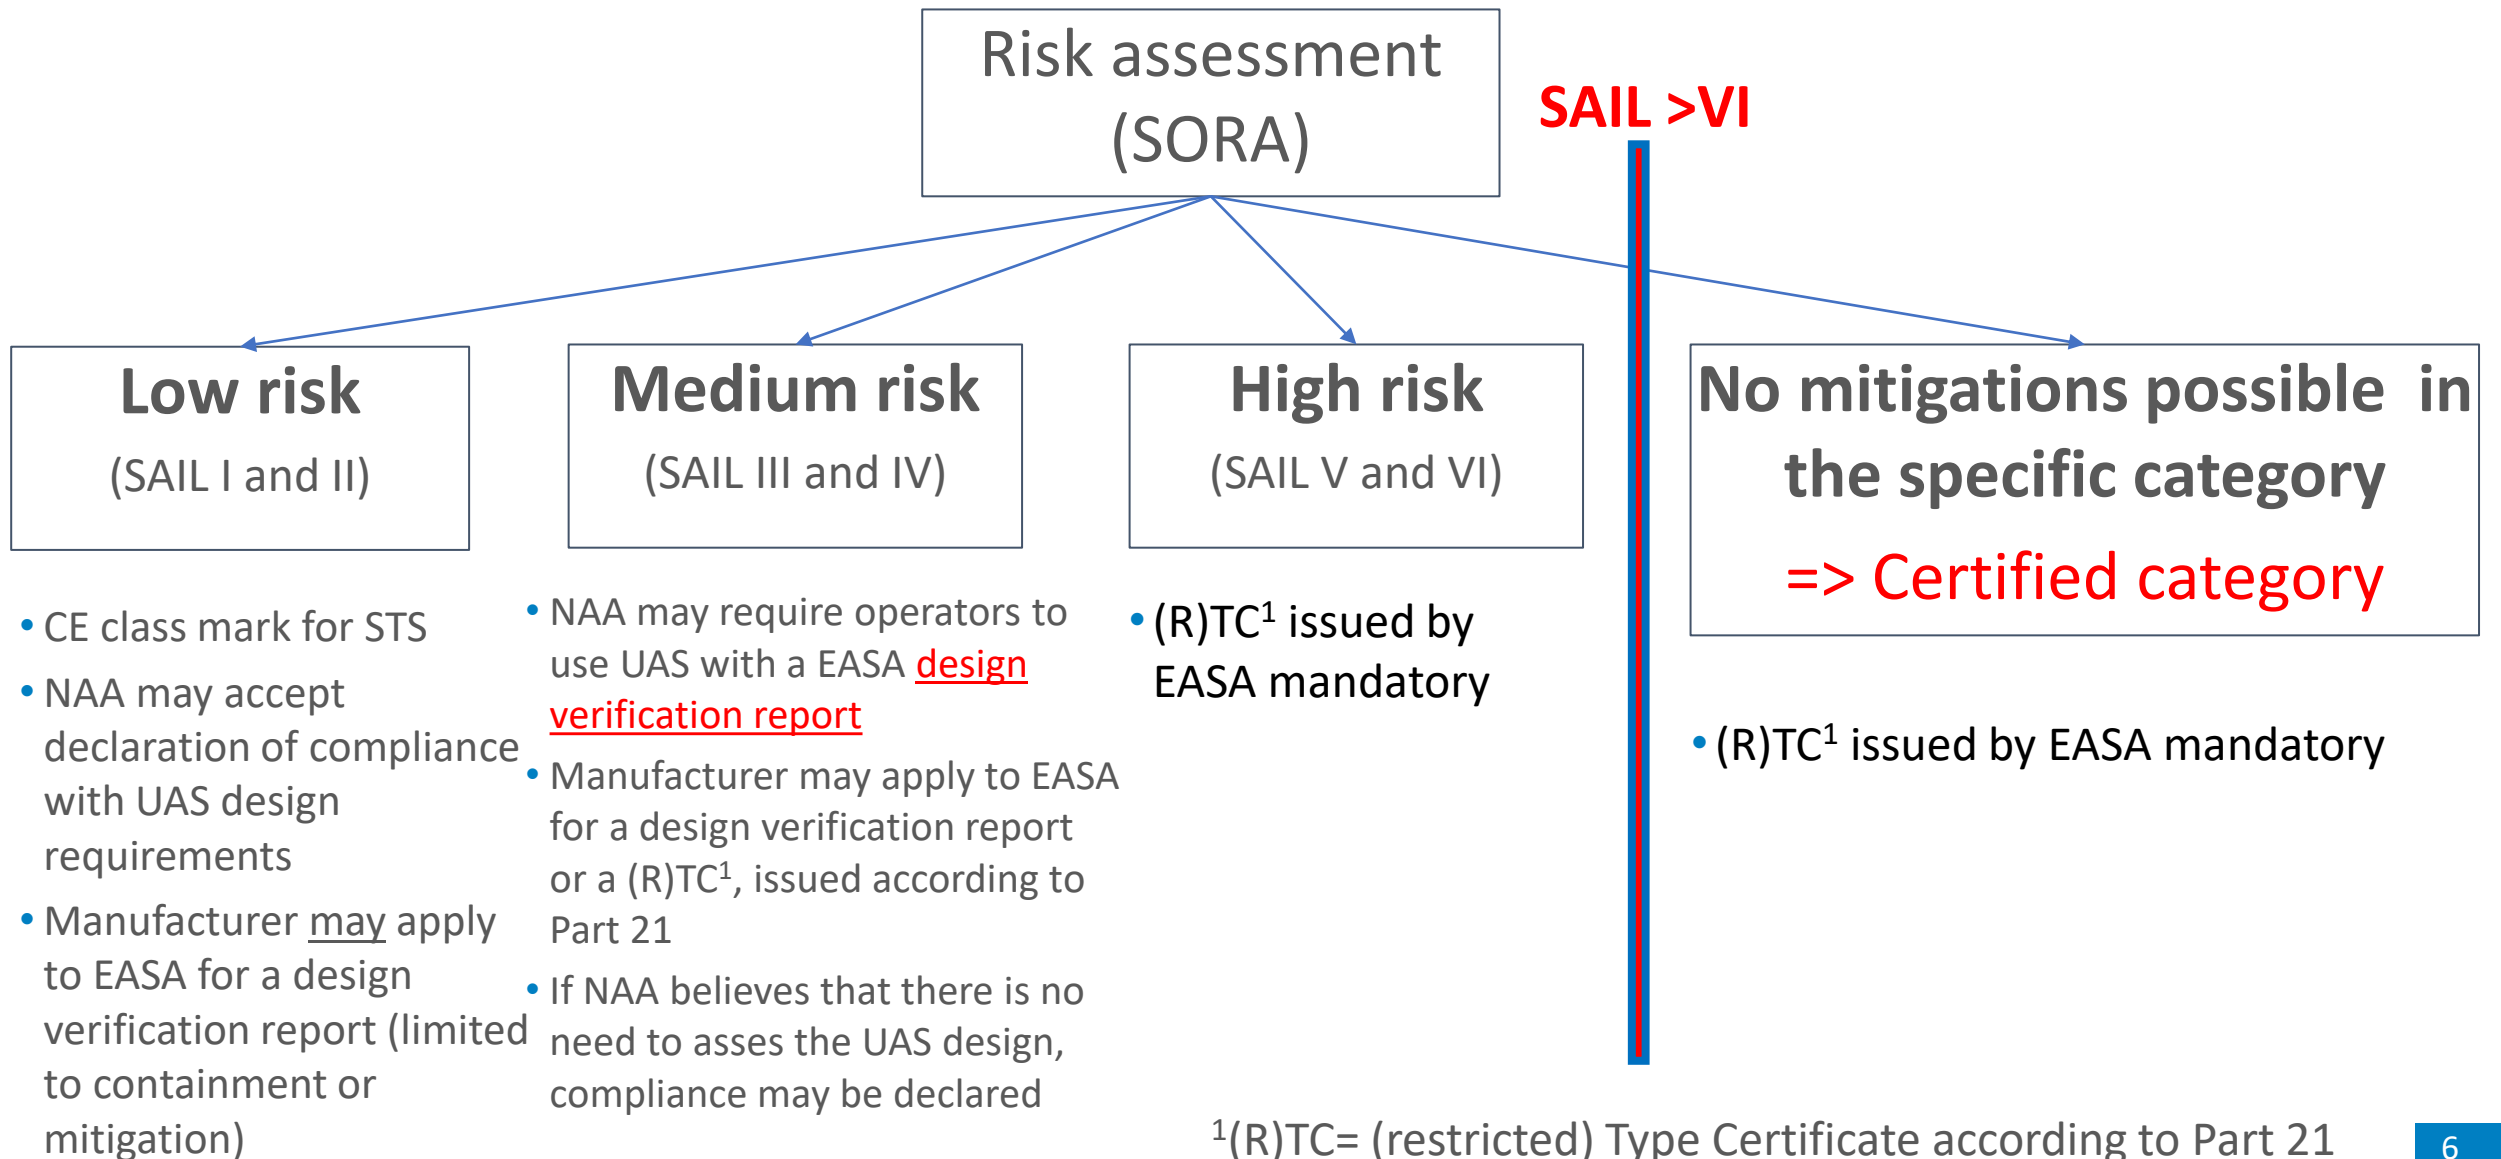 Risk assessment
(SORA)
SAIL >VI
Low risk
(SAIL I and II)
Medium risk
(SAIL III and IV)
High risk
(SAIL V and VI)
No mitigations possible  in
the specific category
=> Certified category
• CE class mark for STS
• NAA may accept
declaration of compliance
with UAS design
requirements
• Manufacturer may apply
to EASA for a design
verification report (limited
to containment or
mitigation)
• NAA may require operators to
use UAS with a EASA design
verification report
• Manufacturer may apply to EASA
for a design verification report
or a (R)TC¹, issued according to
Part 21
• If NAA believes that there is no
need to asses the UAS design,
compliance may be declared
• (R)TC¹ issued by
EASA mandatory
• (R)TC¹ issued by EASA mandatory
¹(R)TC= (restricted) Type Certificate according to Part 21
6